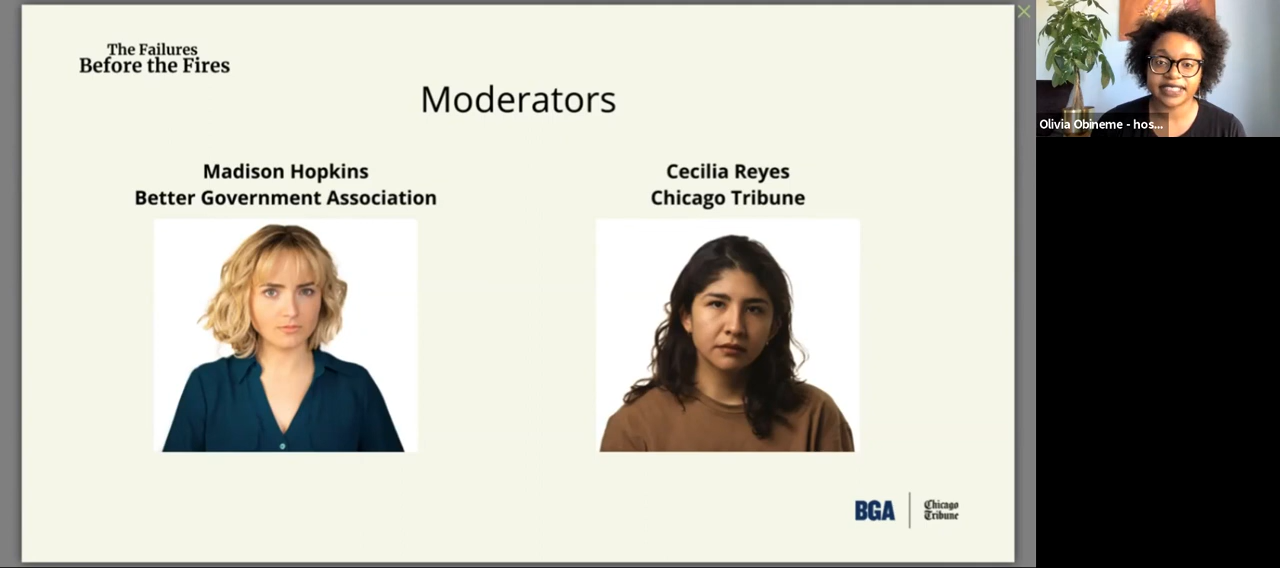 The Failures
Before the Fires
Moderators
Madison Hopkins
Better Government Association
Cecilia Reyes
Chicago Tribune
BGA
Chicago
Tribune
Olivia Obineme - hos...